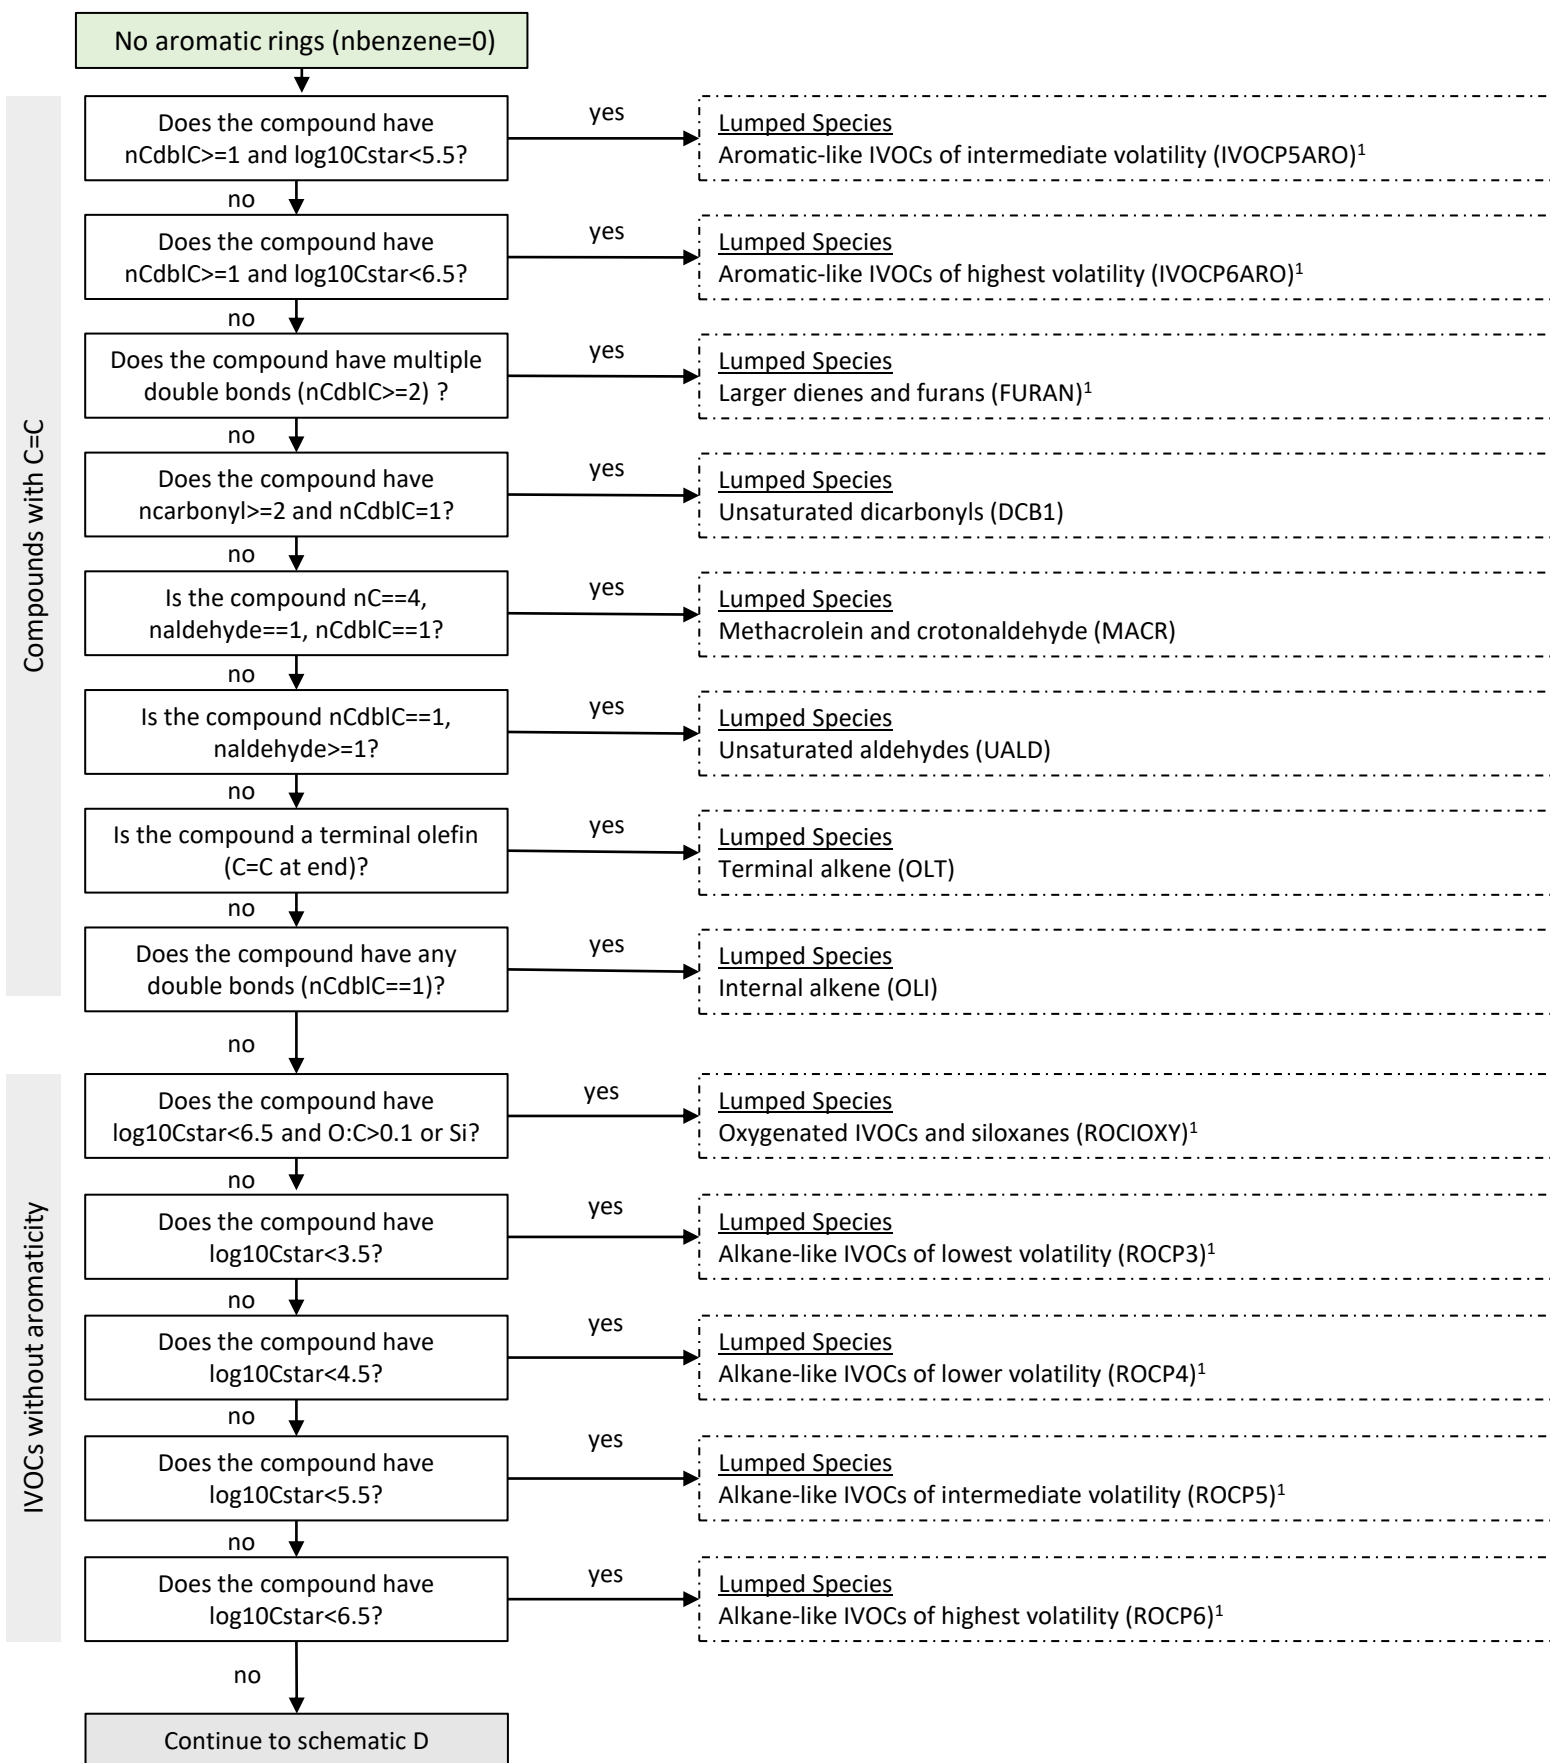 No aromatic rings (nbenzene=0)
Compounds with C=C
Does the compound have
nCdblC>=1 and log10Cstar<5.5?
yes
Lumped Species
Aromatic-like IVOCs of intermediate volatility (IVOCP5ARO)1
no
Does the compound have
nCdblC>=1 and log10Cstar<6.5?
yes
Lumped Species
Aromatic-like IVOCs of highest volatility (IVOCP6ARO)1
no
Does the compound have multiple
double bonds (nCdblC>=2) ?
yes
Lumped Species
Larger dienes and furans (FURAN)1
no
Does the compound have
ncarbonyl>=2 and nCdblC=1?
yes
Lumped Species
Unsaturated dicarbonyls (DCB1)
no
Is the compound nC==4,
naldehyde==1, nCdblC==1?
yes
Lumped Species
Methacrolein and crotonaldehyde (MACR)
no
Is the compound nCdblC==1,
naldehyde>=1?
yes
Lumped Species
Unsaturated aldehydes (UALD)
no
Is the compound a terminal olefin
(C=C at end)?
yes
Lumped Species
Terminal alkene (OLT)
no
Does the compound have any
double bonds (nCdblC==1)?
yes
Lumped Species
Internal alkene (OLI)
no
IVOCs without aromaticity
Does the compound have
log10Cstar<6.5 and O:C>0.1 or Si?
yes
Lumped Species
Oxygenated IVOCs and siloxanes (ROCIOXY)1
no
Does the compound have
log10Cstar<3.5?
yes
Lumped Species
Alkane-like IVOCs of lowest volatility (ROCP3)1
no
Does the compound have
log10Cstar<4.5?
yes
Lumped Species
Alkane-like IVOCs of lower volatility (ROCP4)1
no
Does the compound have
log10Cstar<5.5?
yes
Lumped Species
Alkane-like IVOCs of intermediate volatility (ROCP5)1
no
Does the compound have
log10Cstar<6.5?
yes
Lumped Species
Alkane-like IVOCs of highest volatility (ROCP6)1
no
Continue to schematic D